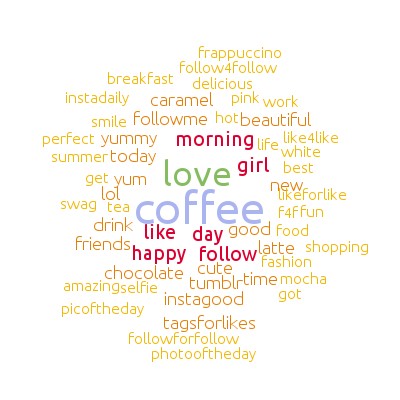 frappuccino
follow4follow
breakfast delicious
instadaily caramel pink work
smile followme hot beautiful
perfect yummy morning life like4like
summer today girl white
get yum love new best
lol likeforlike
swag tea coffee f4f fun
drink like day good food
friends happy follow latte shopping
chocolate cute fashion
amazing selfie tumblr time mocha
instagood got
picoftheday
tagsforlikes
followforfollow
photooftheday